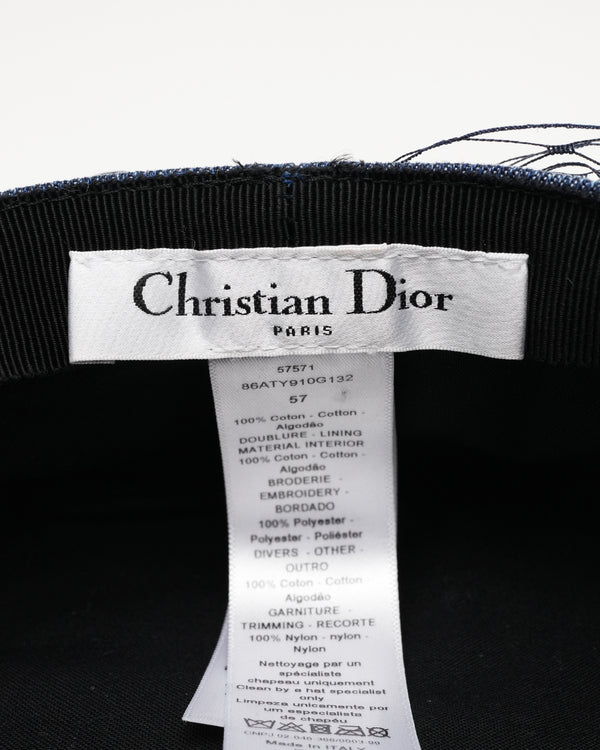 Christian Dior
PARIS
57571
86ATY910G132
57
100% Coton - Cotton -
Algodão
DOUBLURE - LINING
MATERIAL INTERIOR
100% Coton - Cotton -
Algodão
BRODERIE -
EMBROIDERY -
BORDADO
100% Polyester -
Polyester - Poliéster
DIVERS - OTHER -
OUTRO
100% Coton - Cotton
Algodão
GARNITURE -
TRIMMING - RECORTE
100% Nylon - nylon -
Nylon
Nettoyage par un
spécialiste
chapeau uniquement
Clean by a hat specialist
only
Limpeza unicamente por
um especialista
de chapéu
CNPJ 02
Made in ITALY